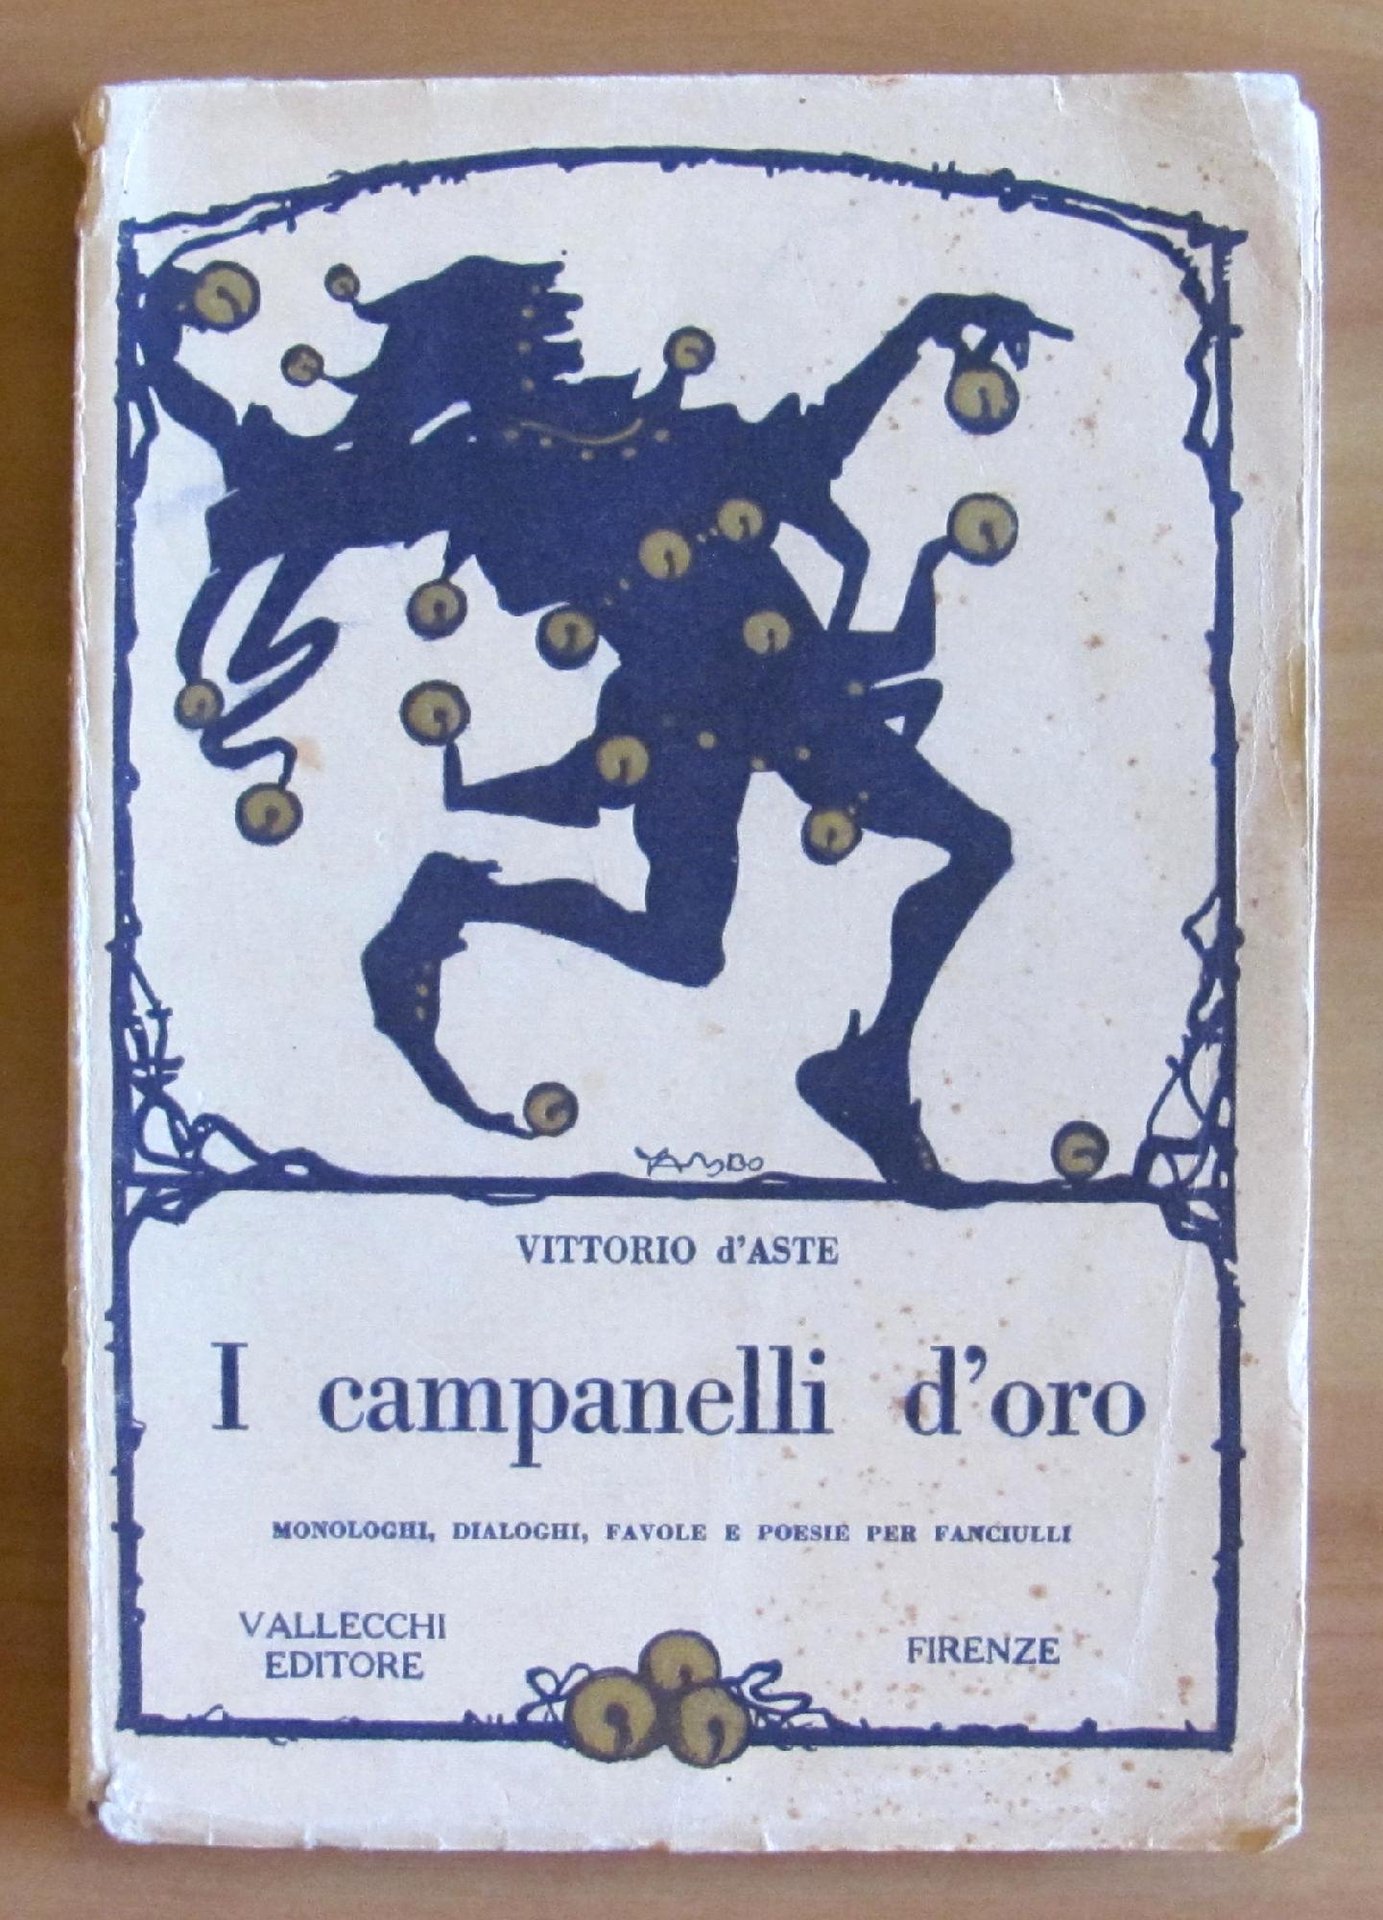 YAMBO
VITTORIO d'ASTE
I campanelli d'oro
MONOLOGHI, DIALOGHI, FAVOLE E POESIE PER FANCIULLI
VALLECCHI
EDITORE
FIRENZE